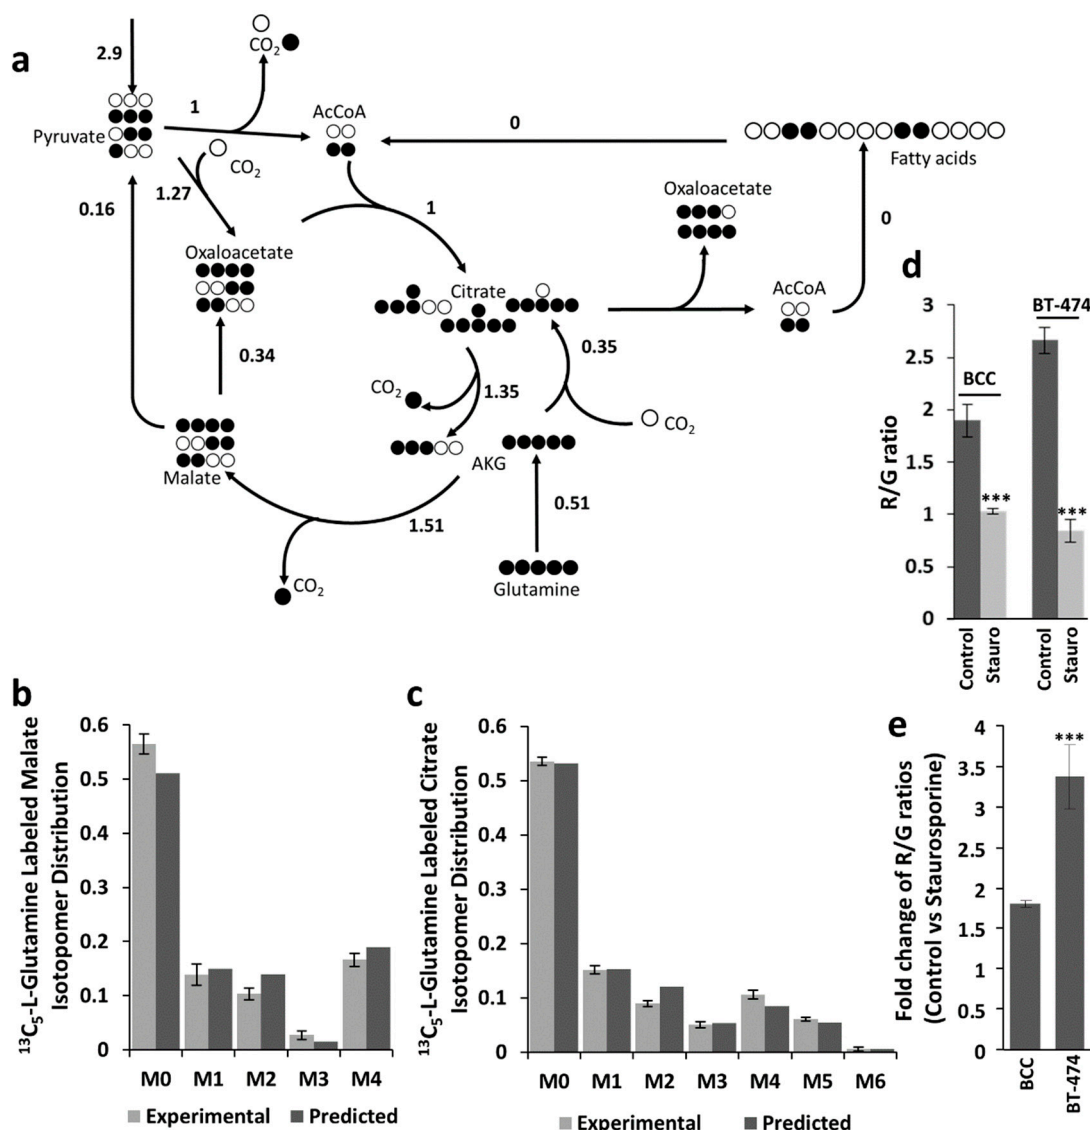 a
2.9
CO2
Pyruvate
1
CO2
AcCoA
0
Fatty acids
1.27
0.16
Oxaloacetate
1
Oxaloacetate
0
AcCoA
Citrate
0.34
0.35
CO2
1.35
CO2
AKG
Malate
1.51
0.51
CO2
Glutamine
d
R/G ratio
3
2.5
2
1.5
1
0.5
0
BT-474
BCC
***
***
Control
Stauro
Control
Stauro
b
13C5-L-Glutamine Labeled Malate
Isotopomer Distribution
0.6
0.5
0.4
0.3
0.2
0.1
0
M0 M1 M2 M3 M4
Experimental Predicted
c
13C5-L-Glutamine Labeled Citrate
Isotopomer Distribution
0.6
0.5
0.4
0.3
0.2
0.1
0
M0 M1 M2 M3 M4 M5 M6
Experimental Predicted
e
Fold change of R/G ratios
(Control vs Staurosporine)
4
3.5
3
2.5
2
1.5
1
0.5
0
***
BCC
BT-474